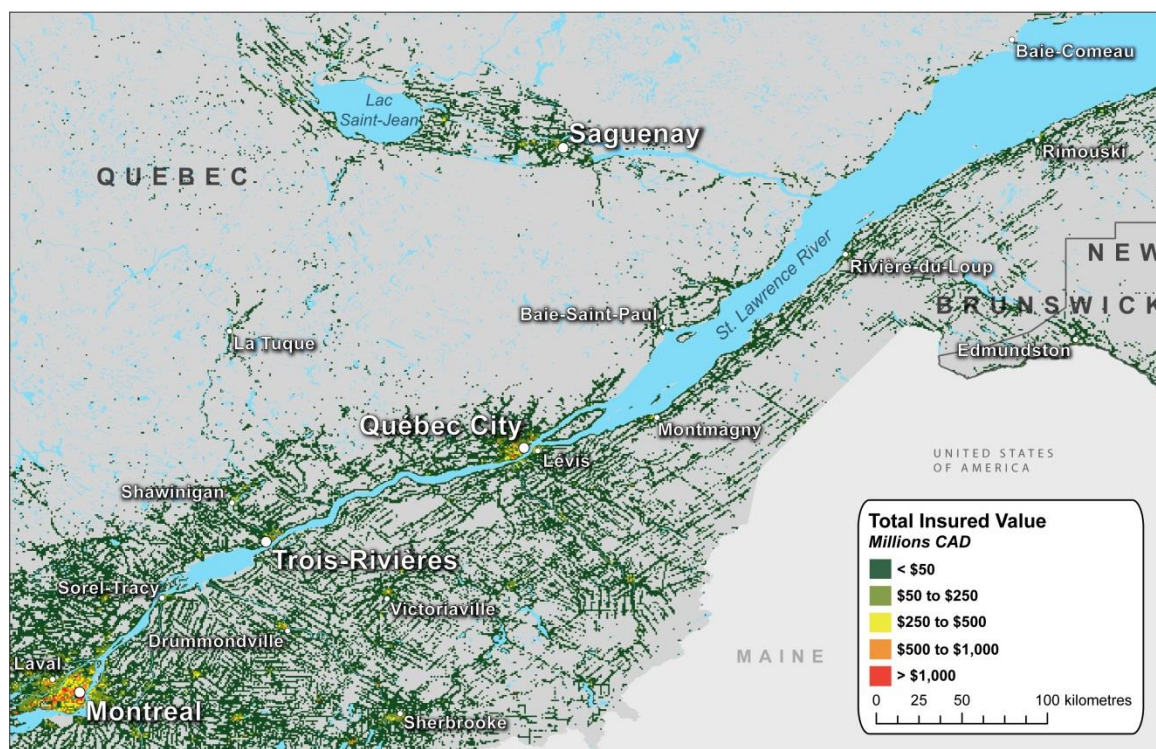 Baie-Comeau
Lac
Saint-Jean
Saguenay
Rimouski
QUEBEC
NEW
BRUNSWICK
Rivière-du-Loup
St. Lawrence River
Baie-Saint-Paul
La Tuque
Edmundston
Québec City
Montmagny
Lévis
UNITED STATES
OF AMERICA
Shawinigan
Trois-Rivières
Sorel-Tracy
Victoriaville
Drummondville
MAINE
Laval
Montreal
Sherbrooke
Total Insured Value
Millions CAD
< $50
$50 to $250
$250 to $500
$500 to $1,000
> $1,000
0 25 50 100 kilometres